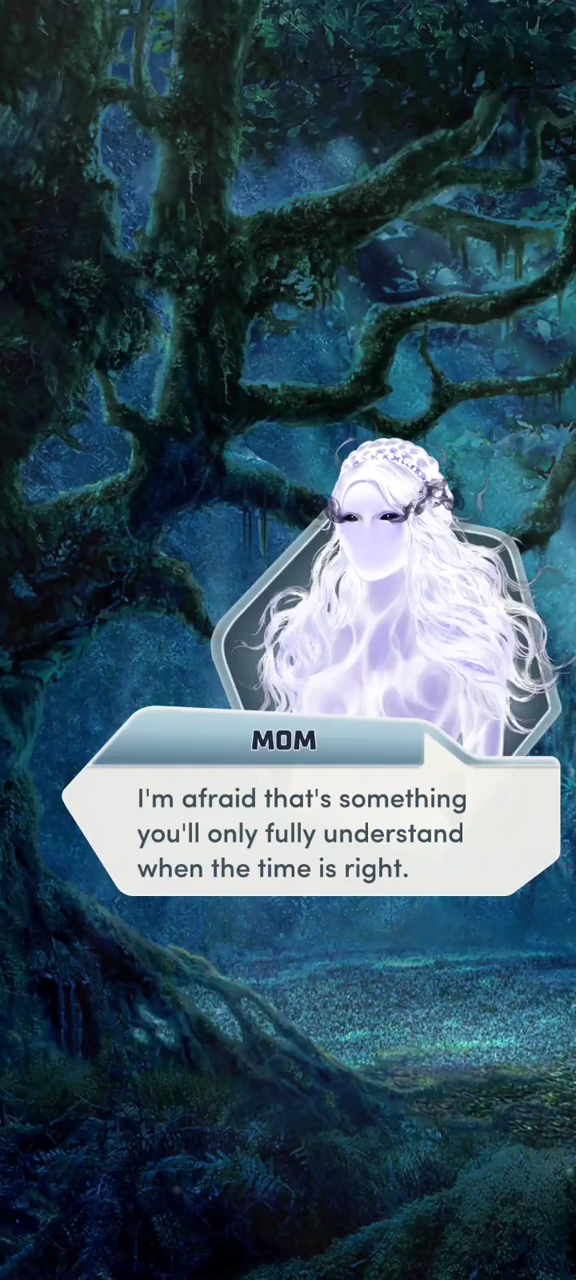 MOM
I'm afraid that's something
you'll only fully understand
when the time is right.